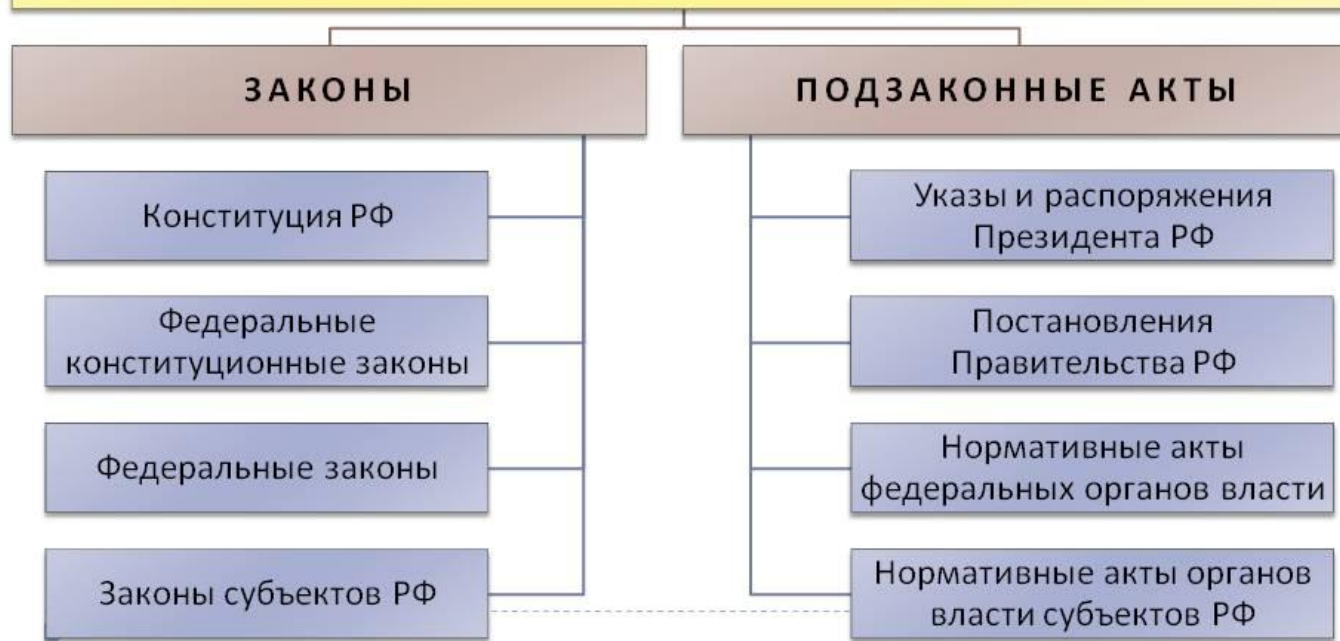 ЗАКОНЫ
Конституция РФ
Федеральные
конституционные законы
Федеральные законы
Законы субъектов РФ
ПОДЗАКОННЫЕ АКТЫ
Указы и распоряжения
Президента РФ
Постановления
Правительства РФ
Нормативные акты
федеральных органов власти
Нормативные акты органов
власти субъектов РФ